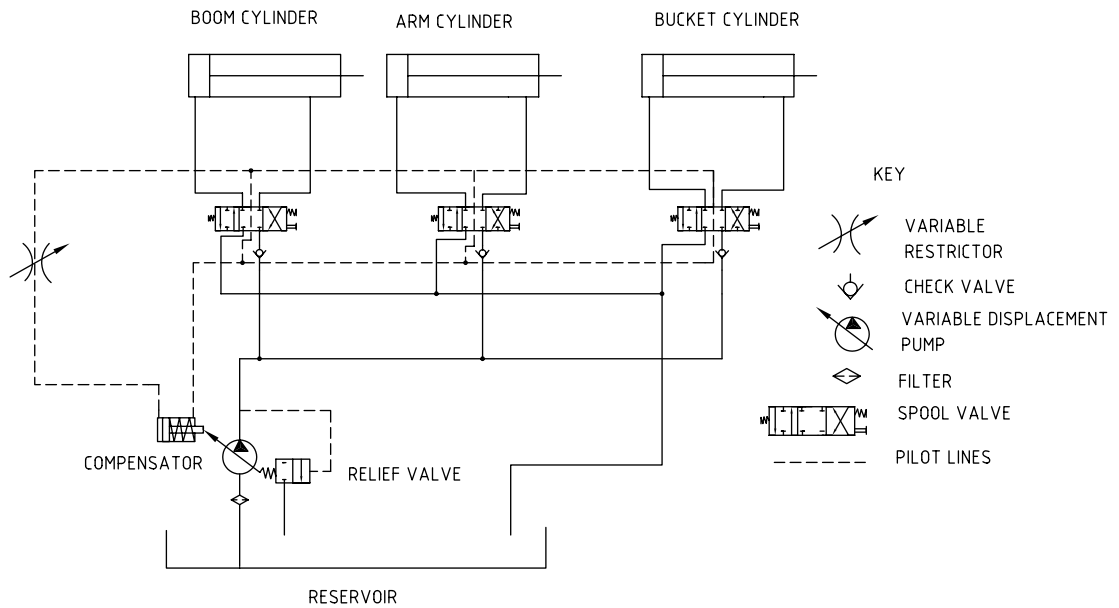 BOOM CYLINDER
ARM CYLINDER
BUCKET CYLINDER
KEY
VARIABLE
RESTRICTOR
CHECK VALVE
VARIABLE DISPLACEMENT
PUMP
FILTER
SPOOL VALVE
PILOT LINES
COMPENSATOR
RELIEF VALVE
RESERVOIR